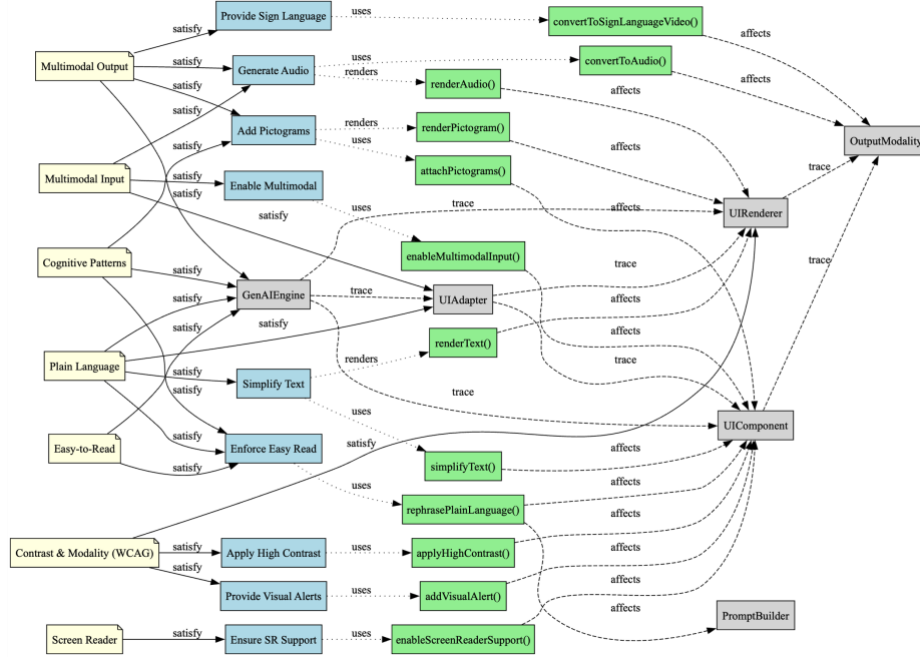 Provide Sign Language
uses
convertToSignLanguageVideo()
satisfy
affects
Multimodal Output
satisfy
Generate Audio
uses
convertToAudio()
renders
renderAudio()
affects
affects
satisfy
satisfy
Add Pictograms
renders
renderPictogram()
affects
OutputModality
satisfy
uses
attachPictograms()
trace
Multimodal Input
satisfy
satisfy
Enable Multimodal
uses
satisfy
trace
affects
UIRenderer
enableMultimodalInput()
Cognitive Patterns
satisfy
trace
trace
GenAIEngine
trace
UIAdapter
satisfy
affects
satisfy
satisfy
renderText()
affects
Plain Language
renders
trace
satisfy
satisfy
Simplify Text
trace
uses
UIComponent
satisfy
Easy-to-Read
Enforce Easy Read
satisfy
affects
satisfy
simplifyText()
uses
affects
rephrasePlainLanguage()
affects
Contrast & Modality (WCAG)
satisfy
Apply High Contrast
uses
applyHighContrast()
affects
satisfy
Provide Visual Alerts
uses
addVisualAlert()
affects
affects
PromptBuilder
Screen Reader
satisfy
Ensure SR Support
uses
enableScreenReaderSupport()